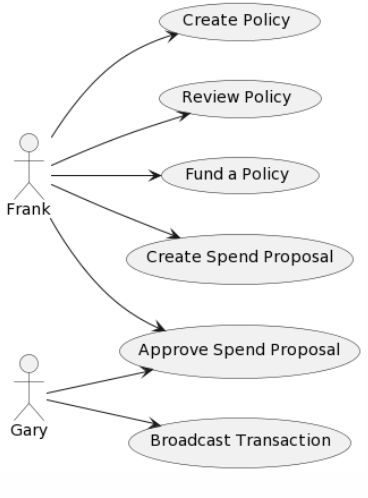 Create Policy
Review Policy
Fund a Policy
Frank
Create Spend Proposal
Approve Spend Proposal
Gary
Broadcast Transaction